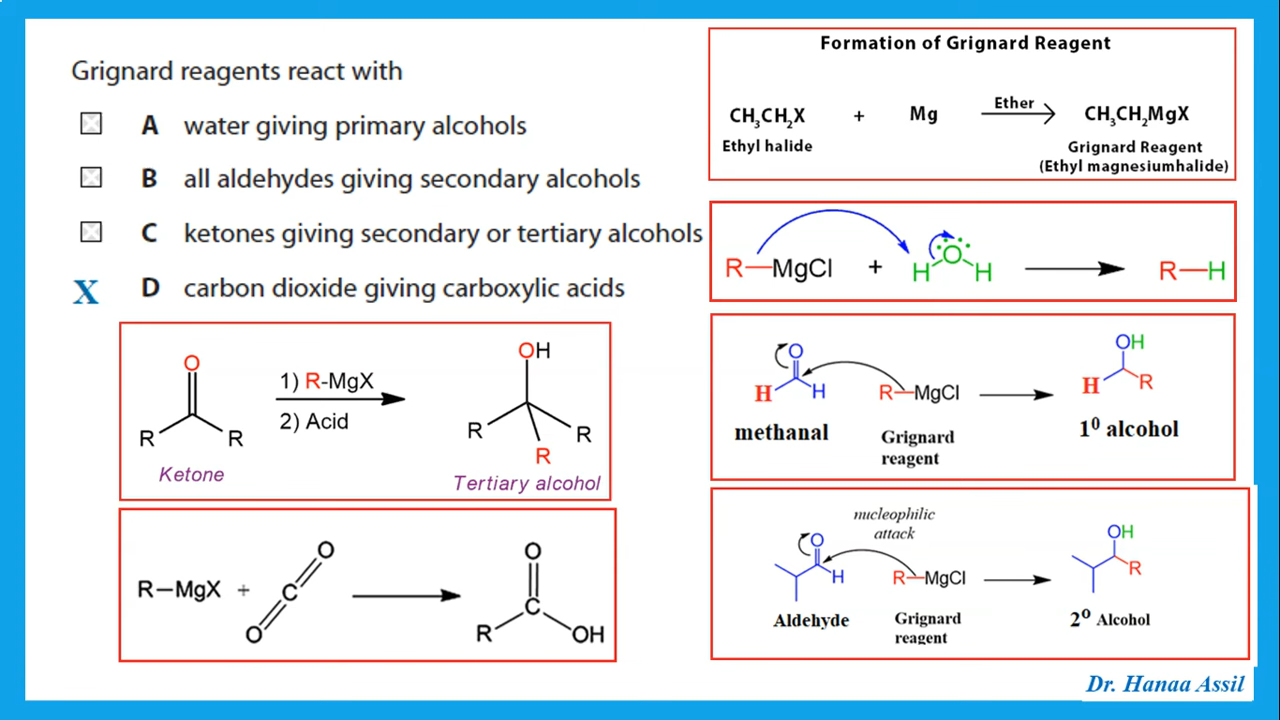 Grignard reagents react with
A water giving primary alcohols
B all aldehydes giving secondary alcohols
C ketones giving secondary or tertiary alcohols
X D carbon dioxide giving carboxylic acids
O
R
R
Ketone
1) R-MgX
2) Acid
OH
R
R
R
Tertiary alcohol
R–MgX + O C O
O
R C OH
Formation of Grignard Reagent
CH₃CH₂X + Mg Ether CH₃CH₂MgX
Ethyl halide
Grignard Reagent
(Ethyl magnesiumhalide)
R—MgCl + H O H R—H
O
H H
methanal
R—MgCl
Grignard
reagent
OH
H R
1⁰ alcohol
nucleophilic
attack
O
H
Aldehyde
R—MgCl
Grignard
reagent
OH
R
2⁰ Alcohol
Dr. Hanaa Assil